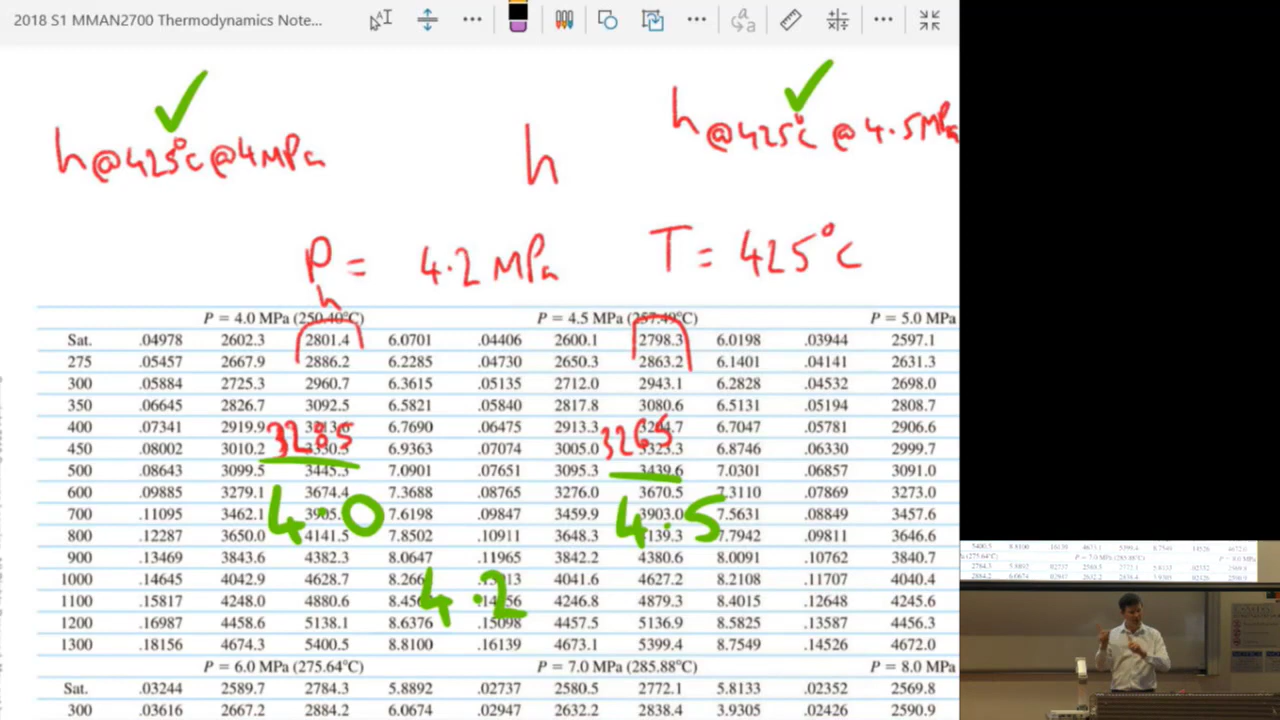 2018 S1 MMAN2700 Thermodynamics Note...
h@425°C@4MPa
h
h@425°C @4.5MPa
P = 4.2 MPa T = 425°C
h
P = 4.0 MPa (250.40°C) P = 4.5 MPa (257.49°C) P = 5.0 MPa
Sat. .04978 2602.3 2801.4 6.0701 .04406 2600.1 2798.3 6.0198 .03944 2597.1
275 .05457 2667.9 2886.2 6.2285 .04730 2650.3 2863.2 6.1401 .04141 2631.3
300 .05884 2725.3 2960.7 6.3615 .05135 2712.0 2943.1 6.2828 .04532 2698.0
350 .06645 2826.7 3092.5 6.5821 .05840 2817.8 3080.6 6.5131 .05194 2808.7
400 .07341 2919.9 6.7690 .06475 2913.3 6.7047 .05781 2906.6
3285 3265
450 .08002 3010.2 6.9363 .07074 3005.0 6.8746 .06330 2999.7
500 .08643 3099.5 3445.3 7.0901 .07651 3095.3 3439.6 7.0301 .06857 3091.0
600 .09885 3279.1 3674.4 7.3688 .08765 3276.0 3670.5 7.3110 .07869 3273.0
4.0 4.5
700 .11095 3462.1 7.6198 .09847 3459.9 3903.0 7.5631 .08849 3457.6
800 .12287 3650.0 4141.5 7.8502 .10911 3648.3 7.7942 .09811 3646.6
900 .13469 3843.6 4382.3 8.0647 .11965 3842.2 4380.6 8.0091 .10762 3840.7
1000 .14645 4042.9 4628.7 4041.6 4627.2 8.2108 .11707 4040.4
4.2
1100 .15817 4248.0 4880.6 4246.8 4879.3 8.4015 .12648 4245.6
1200 .16987 4458.6 5138.1 8.6376 .15098 4457.5 5136.9 8.5825 .13587 4456.3
1300 .18156 4674.3 5400.5 8.8100 .16139 4673.1 5399.4 8.7549 .14526 4672.0
P = 6.0 MPa (275.64°C) P = 7.0 MPa (285.88°C) P = 8.0 MPa
Sat. .03244 2589.7 2784.3 5.8892 .02737 2580.5 2772.1 5.8133 .02352 2569.8
300 .03616 2667.2 2884.2 6.0674 .02947 2632.2 2838.4 5.9305 .02426 2590.9